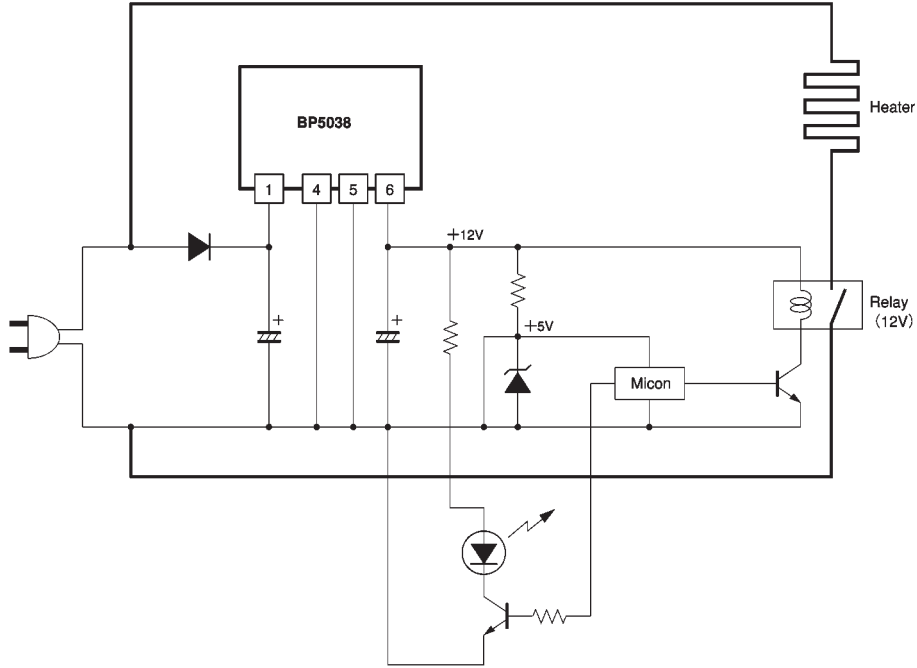 BP5038
1 4 5 6
Heater
+12V
+
+
+5V
Relay
(12V)
Micon